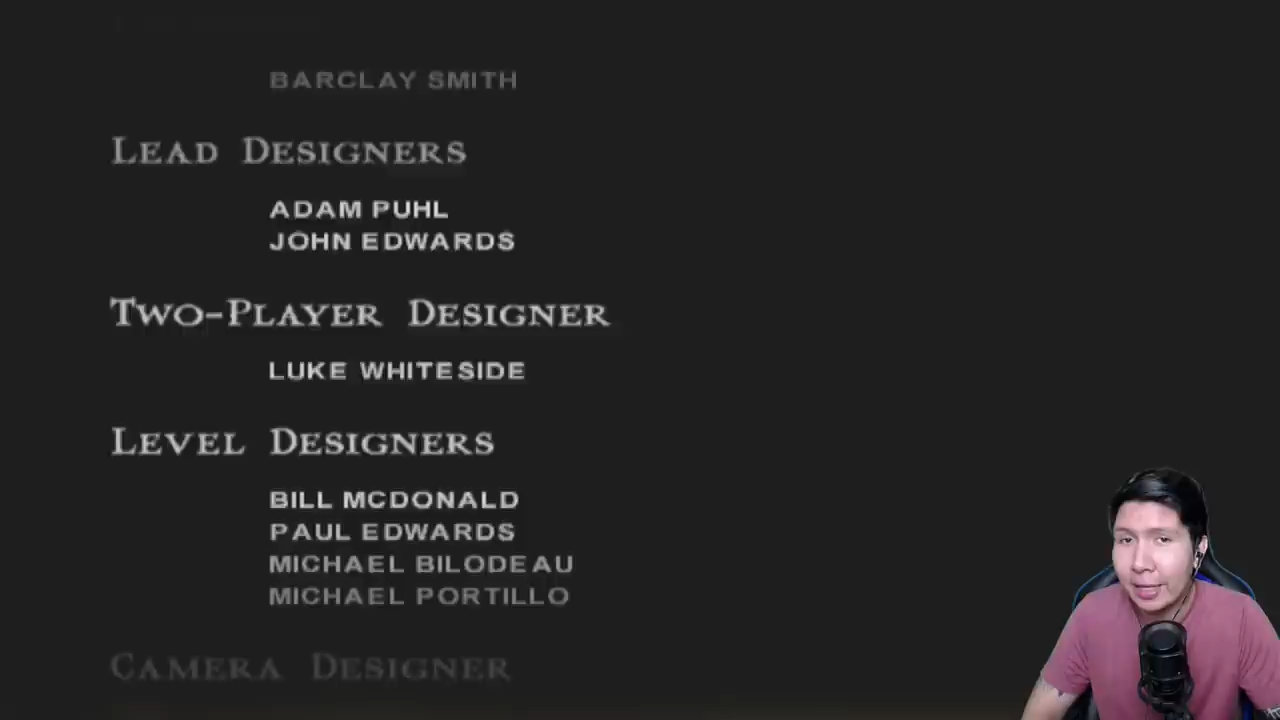 BARCLAY SMITH
LEAD DESIGNERS
ADAM PUHL
JOHN EDWARDS
TWO-PLAYER DESIGNER
LUKE WHITESIDE
LEVEL DESIGNERS
BILL MCDONALD
PAUL EDWARDS
MICHAEL BILODEAU
MICHAEL PORTILLO
CAMERA DESIGNER